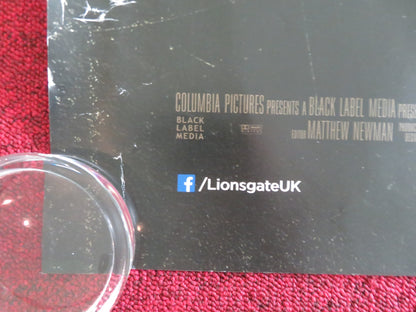 COLUMBIA PICTURES PRESENTS A BLACK LABEL MEDIA
BLACK
LABEL
MEDIA
EDITOR MATTHEW NEWMAN
/LionsgateUK